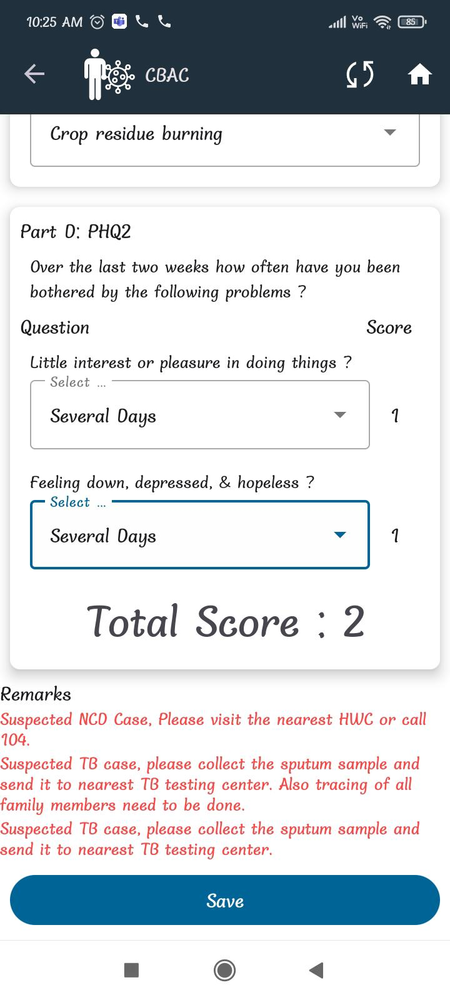 10:25 AM
Vo
WiFi
85
CBAC
Crop residue burning
Part D: PHQ2
Over the last two weeks how often have you been
bothered by the following problems ?
Question Score
Little interest or pleasure in doing things ?
Select ...
Several Days 1
Feeling down, depressed, & hopeless ?
Select ...
Several Days 1
Total Score : 2
Remarks
Suspected NCD Case, Please visit the nearest HWC or call
104.
Suspected TB case, please collect the sputum sample and
send it to nearest TB testing center. Also tracing of all
family members need to be done.
Suspected TB case, please collect the sputum sample and
send it to nearest TB testing center.
Save